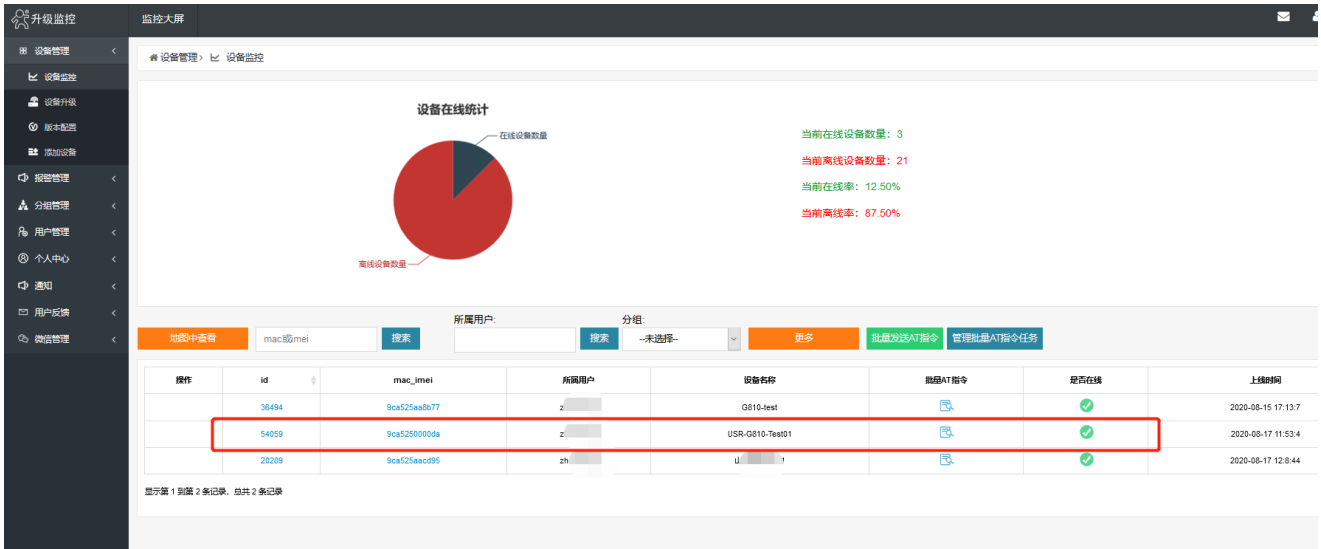 升级监控
监控大屏
设备管理
设备监控
设备升级
版本配置
添加设备
报警管理
分组管理
用户管理
个人中心
通知
用户反馈
微信管理
设备管理> 设备监控
设备在线统计
在线设备数量
离线设备数量
当前在线设备数量：3
当前离线设备数量：21
当前在线率：12.50%
当前离线率：87.50%
所属用户: 分组:
地图中查看 mac或imei 搜索 搜索 --未选择-- 更多 批量发送AT指令 管理批量AT指令任务
操作 id mac_imei 所属用户 设备名称 批量AT指令 是否在线 上线时间
36494 9ca525aa8b77 z G810-test 2020-08-15 17:13:7
54059 9ca5250000da z USR-G810-Test01 2020-08-17 11:53:4
20289 9ca525aacd95 zh 2020-08-17 12:8:44
显示第 1 到第 2 条记录，总共 2 条记录